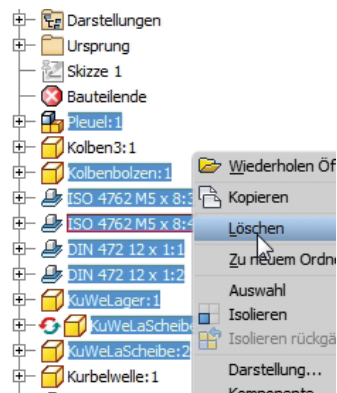 Darstellungen
Ursprung
Skizze 1
Bauteilende
Pleuel:1
Kolben3:1
Kolbenbolzen:1
ISO 4762 M5 x 8:3
ISO 4762 M5 x 8:4
DIN 472 12 x 1:1
DIN 472 12 x 1:2
KuWeLager:1
KuWeLaScheibe
KuWeLaScheibe:2
Kurbelwelle:1
Wiederholen Öf
Kopieren
Löschen
Zu neuem Ordne
Auswahl
Isolieren
Isolieren rückgä
Darstellung...
Komponente